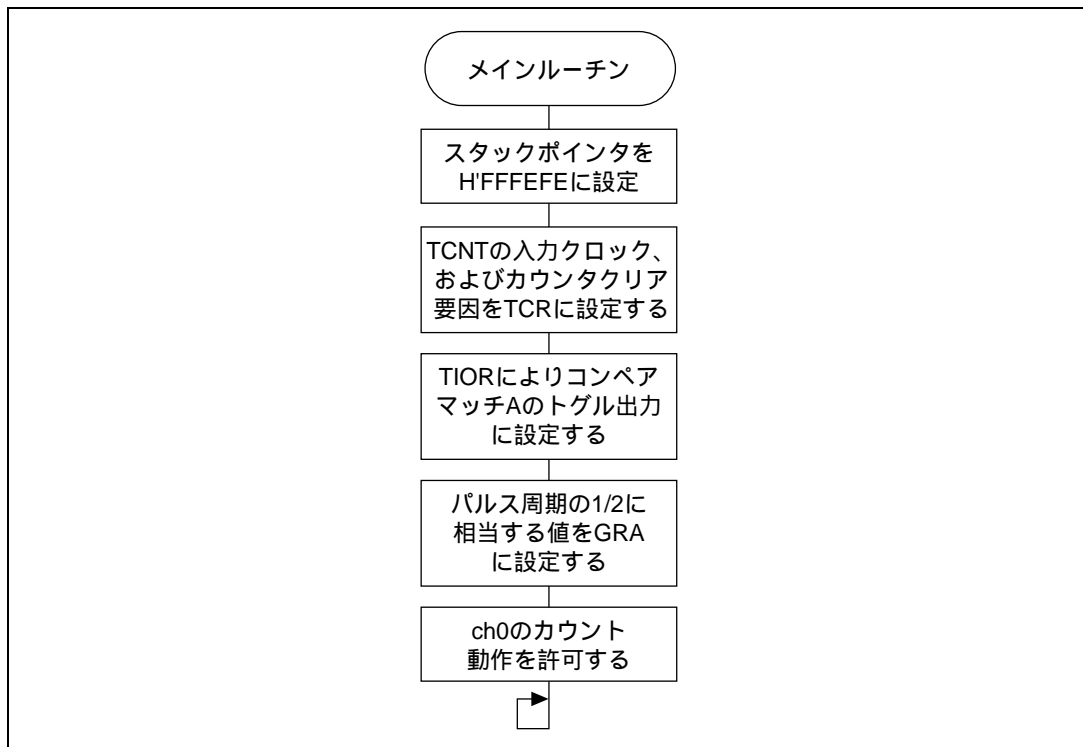 メインルーチン
スタックポインタを
H'FFFEFEに設定
TCNTの入力クロック、
およびカウンタクリア
要因をTCRに設定する
TIORによりコンペア
マッチAのトグル出力
に設定する
パルス周期の1/2に
相当する値をGRA
に設定する
ch0のカウント
動作を許可する